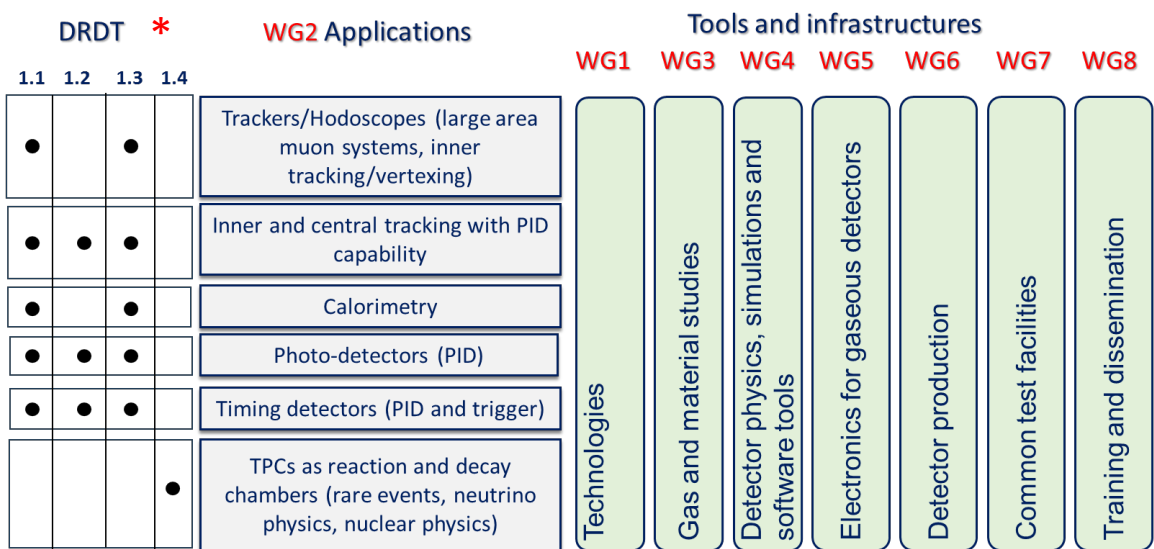 DRDT *
WG2 Applications
Tools and infrastructures
WG1 WG3 WG4 WG5 WG6 WG7 WG8
1.1 1.2 1.3 1.4
Trackers/Hodoscopes (large area
muon systems, inner
tracking/vertexing)
Inner and central tracking with PID
capability
Calorimetry
Photo-detectors (PID)
Timing detectors (PID and trigger)
TPCs as reaction and decay
chambers (rare events, neutrino
physics, nuclear physics)
Technologies
Gas and material studies
Detector physics, simulations and
software tools
Electronics for gaseous detectors
Detector production
Common test facilities
Training and dissemination